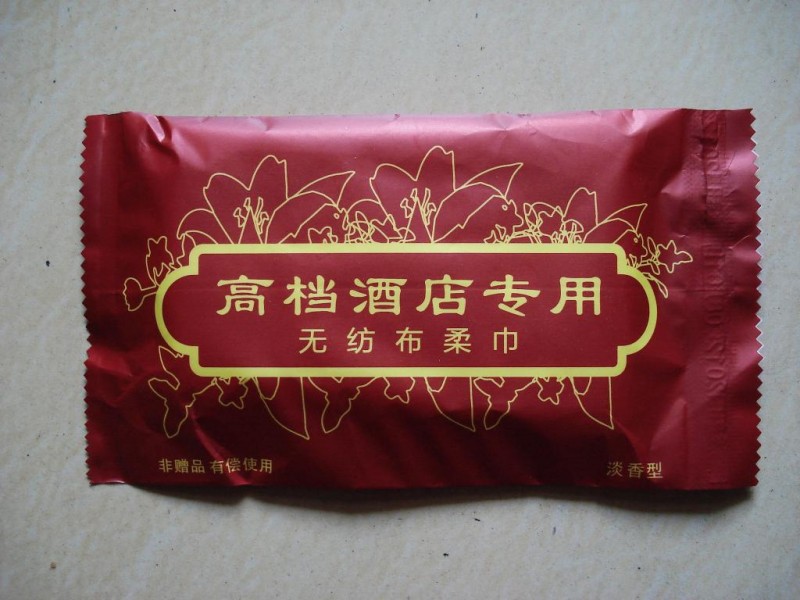 高档酒店专用
无纺布柔巾
非赠品 有偿使用
淡香型